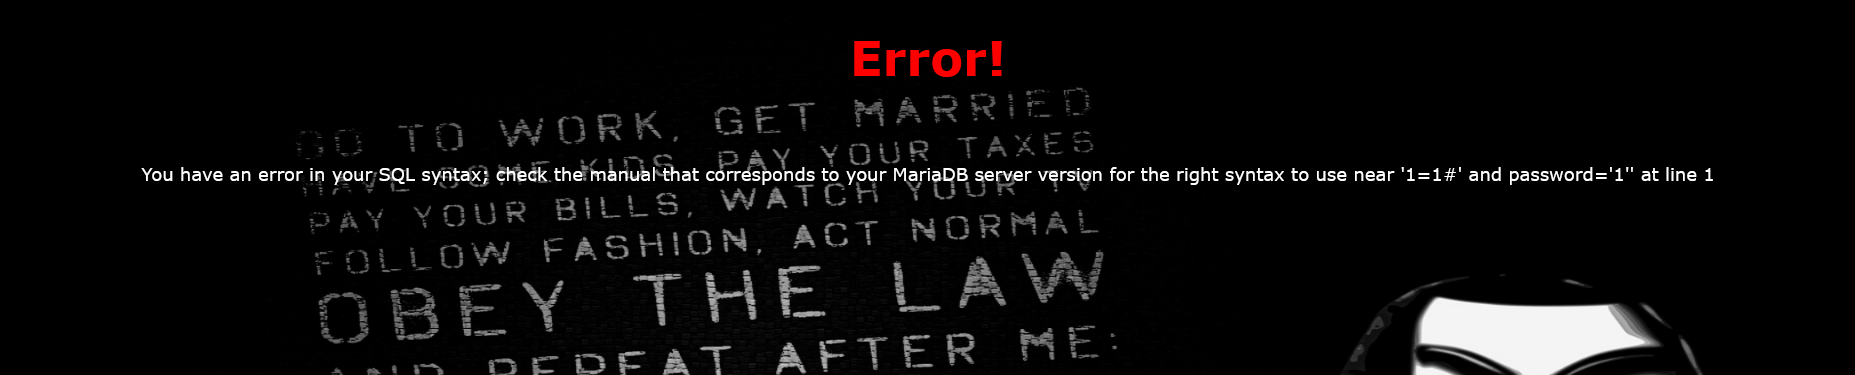 Error!
GO TO WORK, GET MARRIED
HAVE SOME KIDS, PAY YOUR TAXES
You have an error in your SQL syntax; check the manual that corresponds to your MariaDB server version for the right syntax to use near '1=1#' and password='1'' at line 1
PAY YOUR BILLS, WATCH YOUR TV
FOLLOW FASHION, ACT NORMAL
OBEY THE LAW
AND REPEAT AFTER ME: